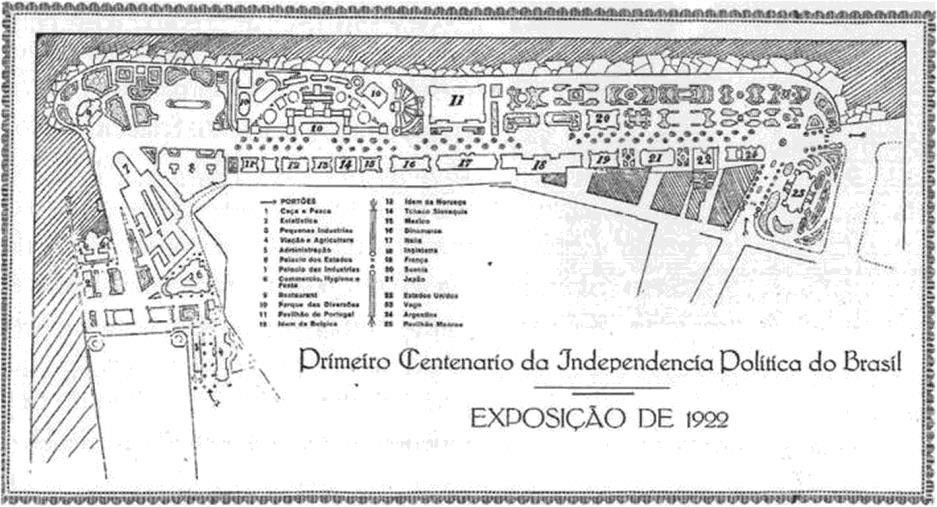 PORTÕES
1 Caça e Pesca
2 Estatistica
3 Pequenas Industrias
4 Viação e Agricultura
5 Administração
6 Palacio dos Estados
7 Palacio das Industrias
8 Commercio, Hygiene e
Festa
9 Restaurant
10 Parque das Diversões
11 Pavilhão de Portugal
12 Idem da Belgica
13 Idem da Noruega
14 Tcheco Slovaquia
15 Mexico
16 Dinamarca
17 Italia
18 Inglaterra
19 França
20 Suecia
21 Japão
22 Estados Unidos
23 Vago
24 Argentina
25 Pavilhão Monroe
Primeiro Centenario da Independencia Politica do Brasil
EXPOSIÇÃO DE 1922
10
10
10
11
20
12
13
14
15
16
17
18
19
21
22
25
7
8
6